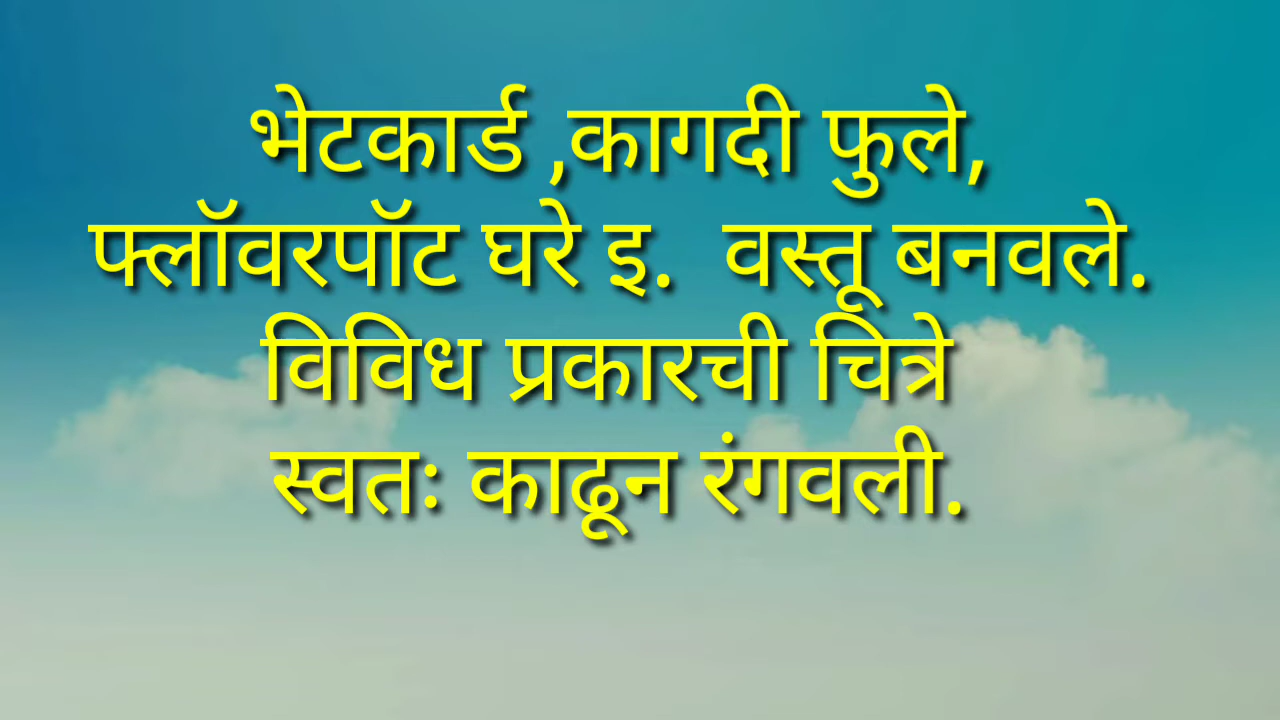 भेटकार्ड ,कागदी फुले,
फ्लॉवरपॉट घरे इ.  वस्तू बनवले.
विविध प्रकारची चित्रे
स्वतः काढून रंगवली.